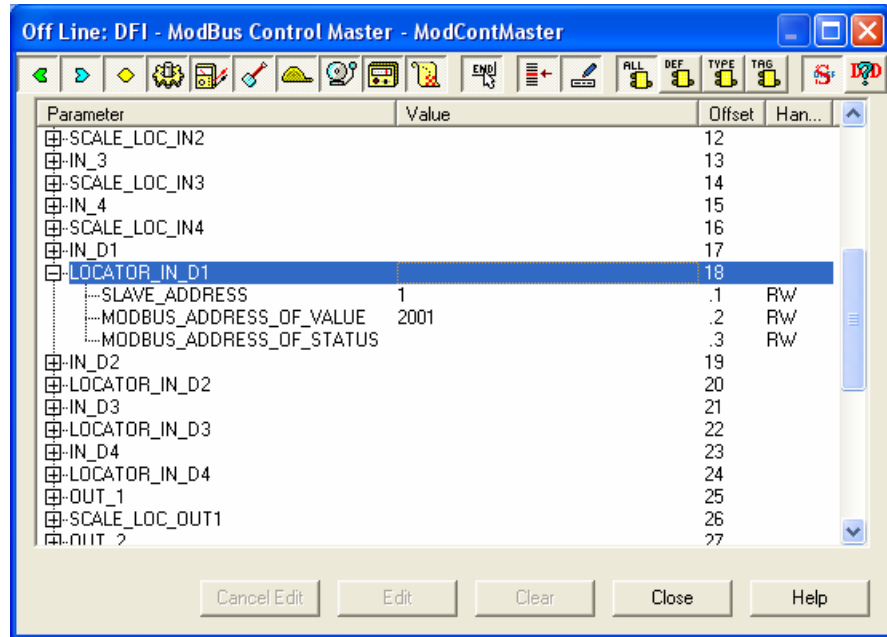 Off Line: DFI - ModBus Control Master - ModContMaster
END ALL DEF TYPE TAG
Parameter Value Offset Han...
SCALE_LOC_IN2 12
IN_3 13
SCALE_LOC_IN3 14
IN_4 15
SCALE_LOC_IN4 16
IN_D1 17
LOCATOR_IN_D1 18
SLAVE_ADDRESS 1 .1 RW
MODBUS_ADDRESS_OF_VALUE 2001 .2 RW
MODBUS_ADDRESS_OF_STATUS .3 RW
IN_D2 19
LOCATOR_IN_D2 20
IN_D3 21
LOCATOR_IN_D3 22
IN_D4 23
LOCATOR_IN_D4 24
OUT_1 25
SCALE_LOC_OUT1 26
OUT_2 27
Cancel Edit Edit Clear Close Help